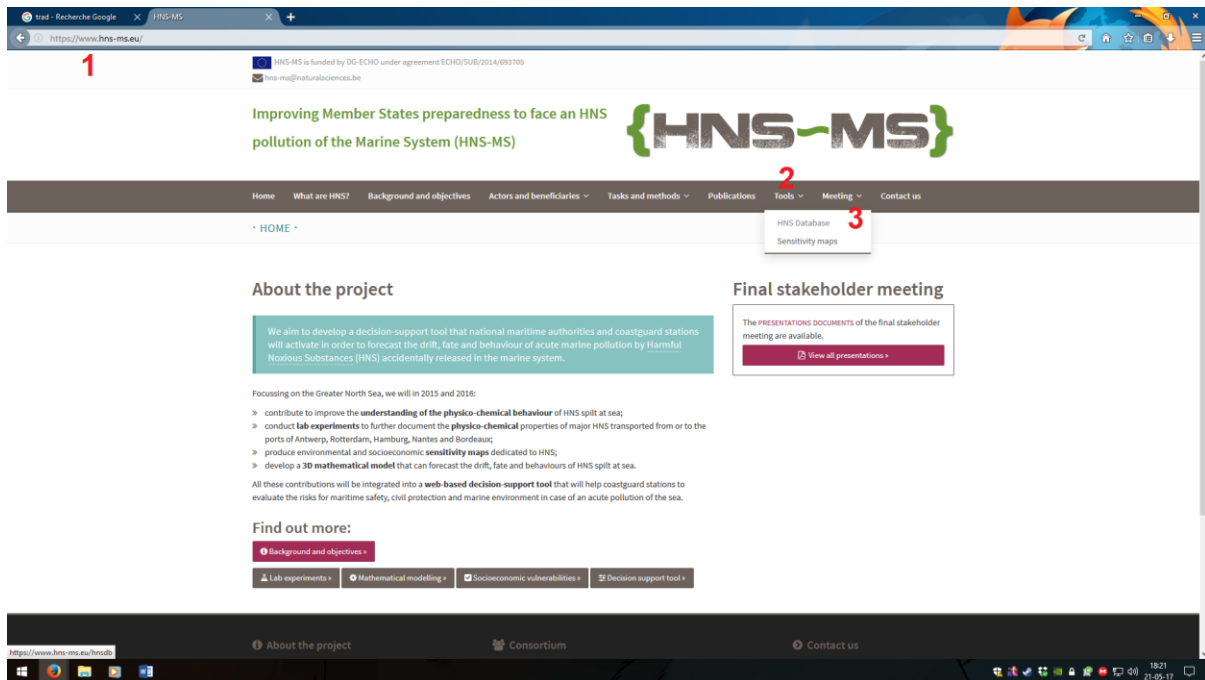 trad - Recherche Google
HNS-MS
https://www.hns-ms.eu/
1
HNS-MS is funded by DG-ECHO under agreement ECHO/SUB/2014/693705
hns-ms@naturalsciences.be
Improving Member States preparedness to face an HNS
pollution of the Marine System (HNS-MS)
{HNS~MS}
2
Home What are HNS? Background and objectives Actors and beneficiaries Tasks and methods Publications Tools Meeting Contact us
HNS Database 3
Sensitivity maps
· HOME ·
About the project
We aim to develop a decision-support tool that national maritime authorities and coastguard stations
will activate in order to forecast the drift, fate and behaviour of acute marine pollution by Harmful
Noxious Substances (HNS) accidentally released in the marine system.
Focussing on the Greater North Sea, we will in 2015 and 2016:
» contribute to improve the understanding of the physico-chemical behaviour of HNS spilt at sea;
» conduct lab experiments to further document the physico-chemical properties of major HNS transported from or to the
ports of Antwerp, Rotterdam, Hamburg, Nantes and Bordeaux;
» produce environmental and socioeconomic sensitivity maps dedicated to HNS;
» develop a 3D mathematical model that can forecast the drift, fate and behaviours of HNS spilt at sea.
All these contributions will be integrated into a web-based decision-support tool that will help coastguard stations to
evaluate the risks for maritime safety, civil protection and marine environment in case of an acute pollution of the sea.
Find out more:
Background and objectives »
Lab experiments » Mathematical modelling » Socioeconomic vulnerabilities » Decision support tool »
Final stakeholder meeting
The PRESENTATIONS DOCUMENTS of the final stakeholder
meeting are available.
View all presentations »
About the project Consortium Contact us
https://www.hns-ms.eu/hnsdb
18:21
21-05-17